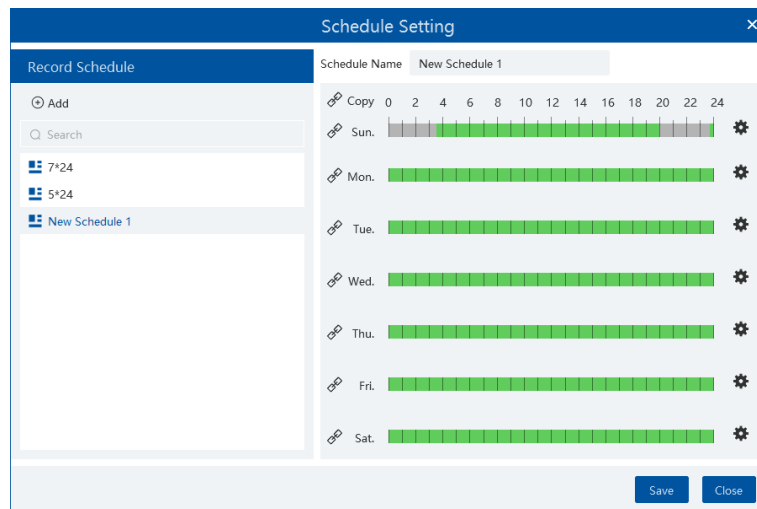 Schedule Setting
Record Schedule
Schedule Name New Schedule 1
Add
Search
7*24
5*24
New Schedule 1
Copy 0 2 4 6 8 10 12 14 16 18 20 22 24
Sun.
Mon.
Tue.
Wed.
Thu.
Fri.
Sat.
Save Close